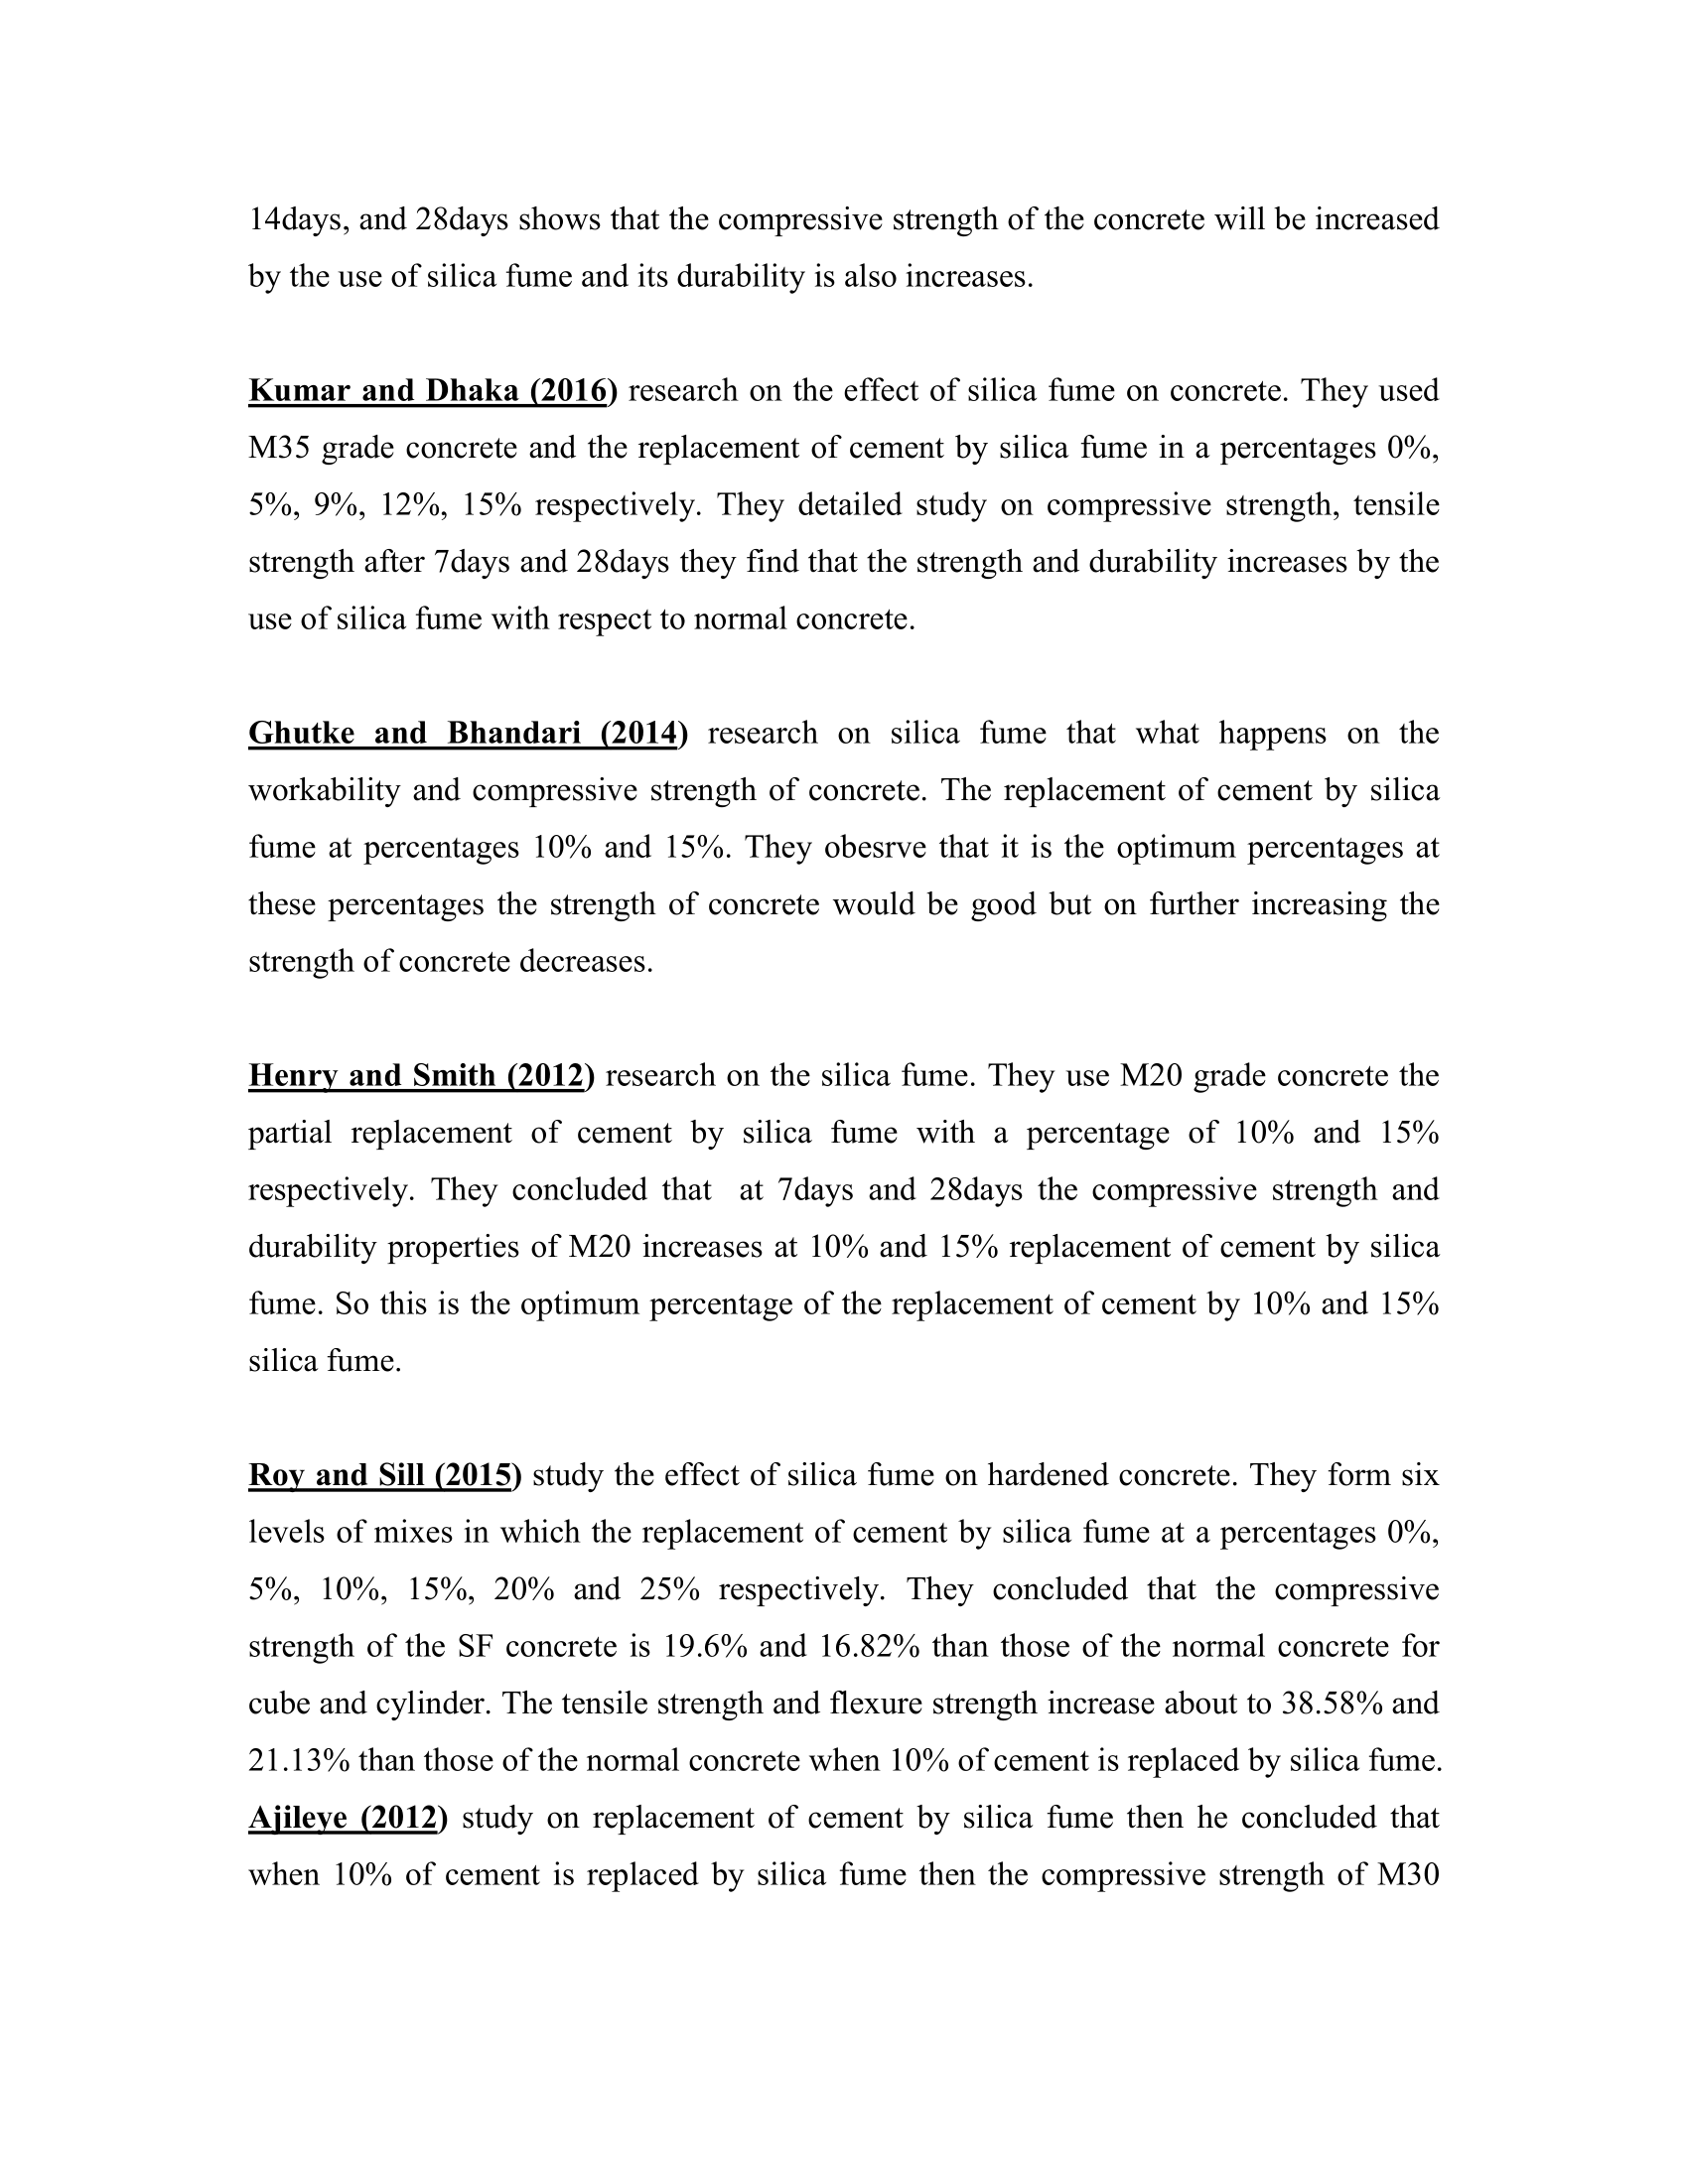 14days, and 28days shows that the compressive strength of the concrete will be increased
by the use of silica fume and its durability is also increases.
Kumar and Dhaka (2016) research on the effect of silica fume on concrete. They used
M35 grade concrete and the replacement of cement by silica fume in a percentages 0%,
5%, 9%, 12%, 15% respectively. They detailed study on compressive strength, tensile
strength after 7days and 28days they find that the strength and durability increases by the
use of silica fume with respect to normal concrete.
Ghutke and Bhandari (2014) research on silica fume that what happens on the
workability and compressive strength of concrete. The replacement of cement by silica
fume at percentages 10% and 15%. They obesrve that it is the optimum percentages at
these percentages the strength of concrete would be good but on further increasing the
strength of concrete decreases.
Henry and Smith (2012) research on the silica fume. They use M20 grade concrete the
partial replacement of cement by silica fume with a percentage of 10% and 15%
respectively. They concluded that  at 7days and 28days the compressive strength and
durability properties of M20 increases at 10% and 15% replacement of cement by silica
fume. So this is the optimum percentage of the replacement of cement by 10% and 15%
silica fume.
Roy and Sill (2015) study the effect of silica fume on hardened concrete. They form six
levels of mixes in which the replacement of cement by silica fume at a percentages 0%,
5%, 10%, 15%, 20% and 25% respectively. They concluded that the compressive
strength of the SF concrete is 19.6% and 16.82% than those of the normal concrete for
cube and cylinder. The tensile strength and flexure strength increase about to 38.58% and
21.13% than those of the normal concrete when 10% of cement is replaced by silica fume.
Ajileye (2012) study on replacement of cement by silica fume then he concluded that
when 10% of cement is replaced by silica fume then the compressive strength of M30